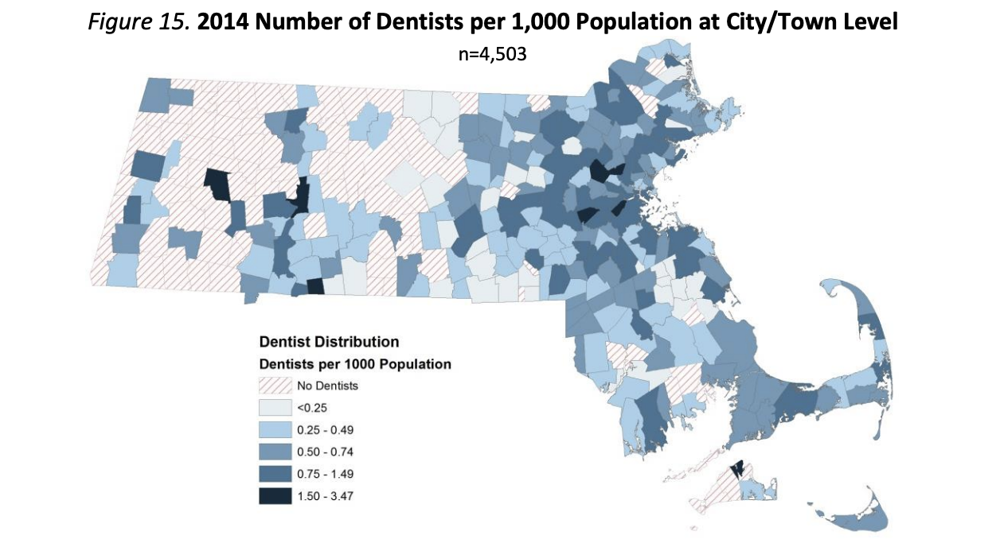 Figure 15. 2014 Number of Dentists per 1,000 Population at City/Town Level
n=4,503
Dentist Distribution
Dentists per 1000 Population
No Dentists
<0.25
0.25 - 0.49
0.50 - 0.74
0.75 - 1.49
1.50 - 3.47